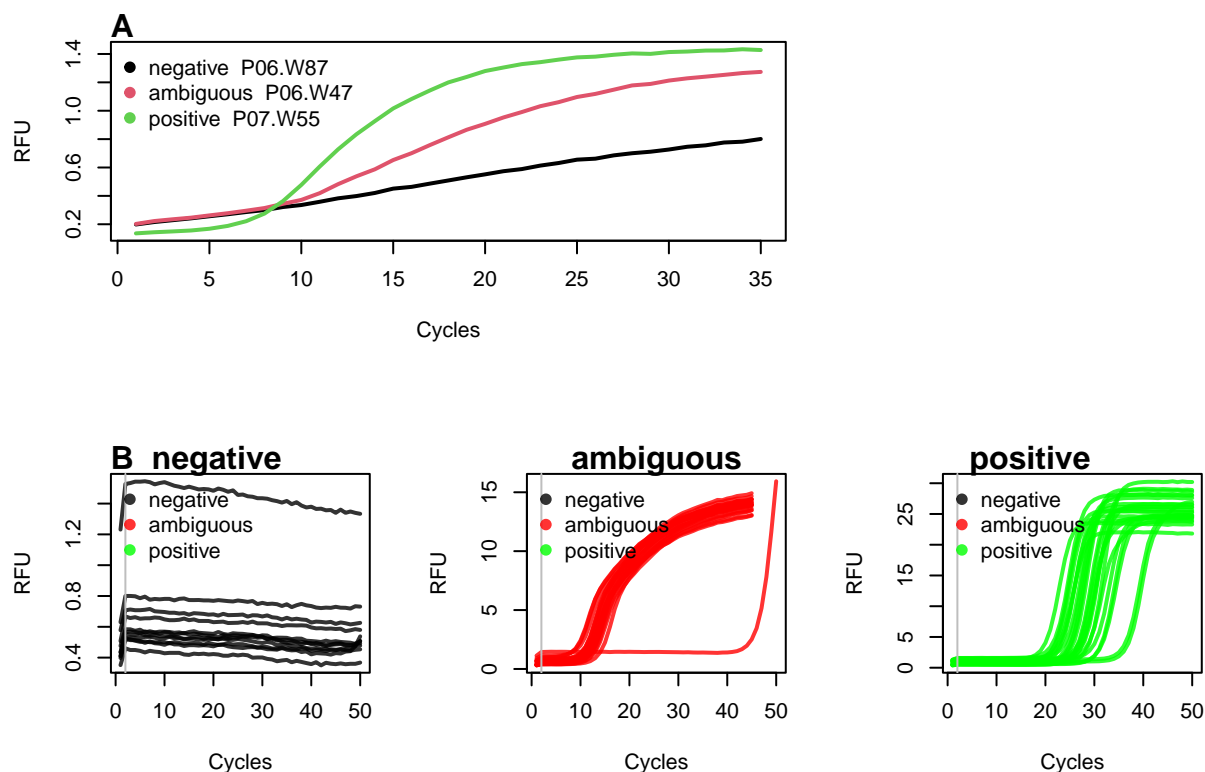 A
RFU
1.4
1.0
0.6
0.2
negative P06.W87
ambiguous P06.W47
positive P07.W55
0 5 10 15 20 25 30 35
Cycles
B negative
RFU
1.2
0.8
0.4
negative
ambiguous
positive
0 10 20 30 40 50
Cycles
ambiguous
RFU
15
10
5
0
negative
ambiguous
positive
0 10 20 30 40 50
Cycles
positive
RFU
25
15
5
0
negative
ambiguous
positive
0 10 20 30 40 50
Cycles